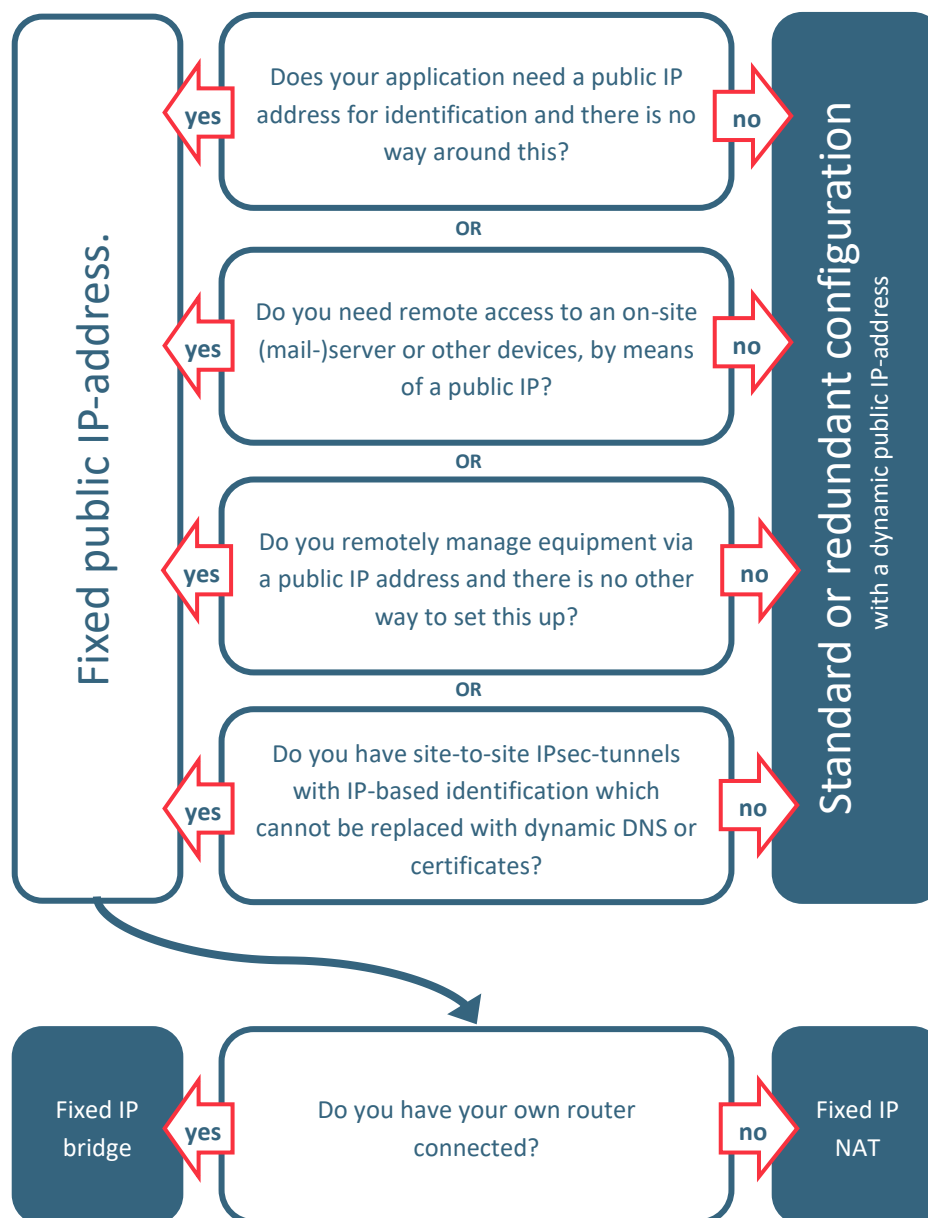 Fixed public IP-address.
yes
Does your application need a public IP
address for identification and there is no
way around this?
no
OR
yes
Do you need remote access to an on-site
(mail-)server or other devices, by means
of a public IP?
no
OR
yes
Do you remotely manage equipment via
a public IP address and there is no other
way to set this up?
no
OR
yes
Do you have site-to-site IPsec-tunnels
with IP-based identification which
cannot be replaced with dynamic DNS or
certificates?
no
Standard or redundant configuration
with a dynamic public IP-address
Fixed IP
bridge
yes
Do you have your own router
connected?
no
Fixed IP
NAT